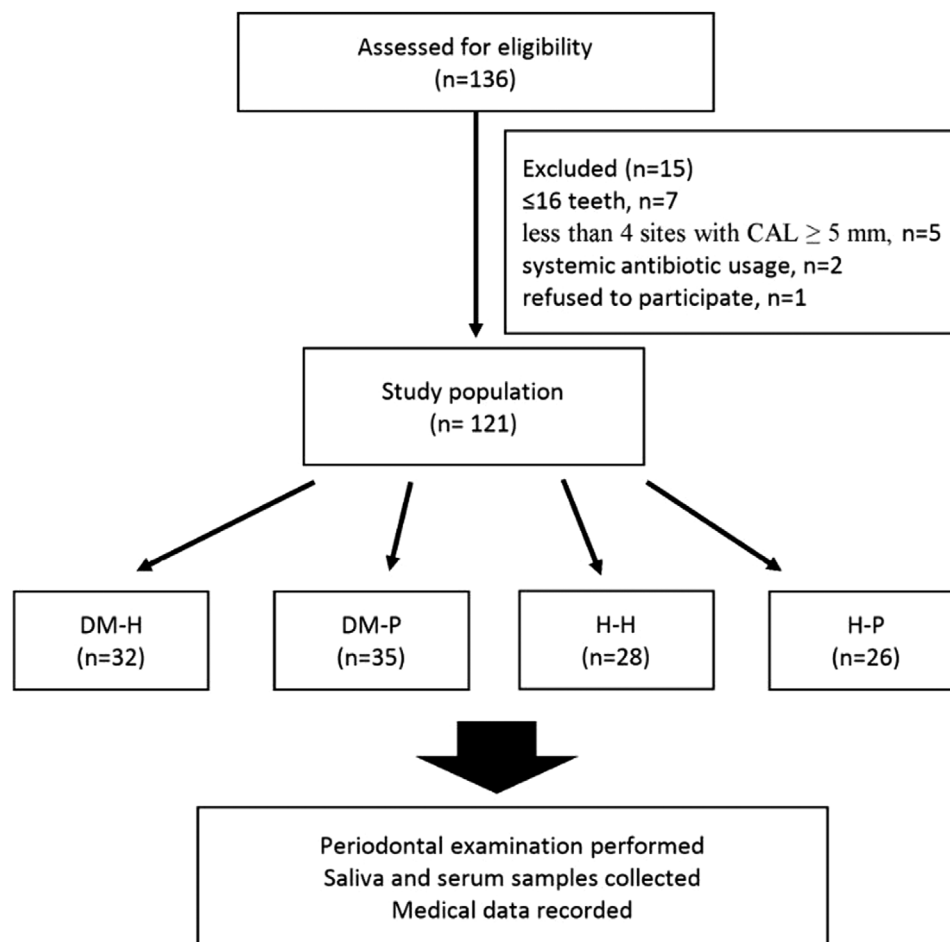 Assessed for eligibility
(n=136)
Excluded (n=15)
≤16 teeth, n=7
less than 4 sites with CAL ≥ 5 mm, n=5
systemic antibiotic usage, n=2
refused to participate, n=1
Study population
(n= 121)
DM-H
(n=32)
DM-P
(n=35)
H-H
(n=28)
H-P
(n=26)
Periodontal examination performed
Saliva and serum samples collected
Medical data recorded